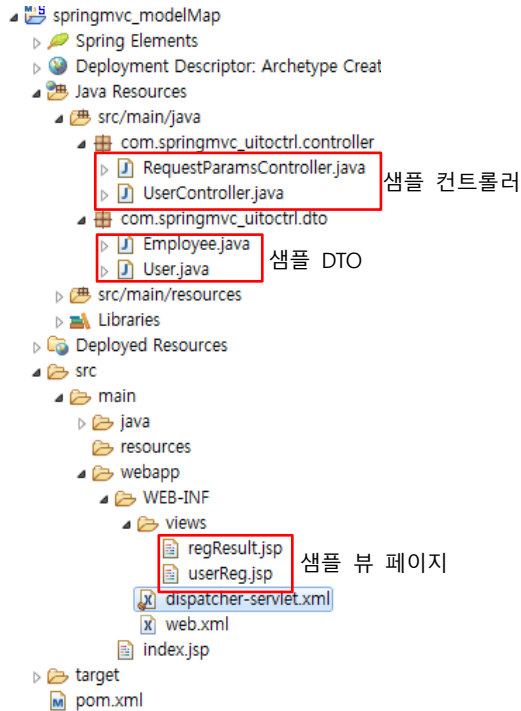 springmvc_modelMap
Spring Elements
Deployment Descriptor: Archetype Creat
Java Resources
src/main/java
com.springmvc_uitoctrl.controller
RequestParamsController.java
UserController.java
샘플 컨트롤러
com.springmvc_uitoctrl.dto
Employee.java
User.java
샘플 DTO
src/main/resources
Libraries
Deployed Resources
src
main
java
resources
webapp
WEB-INF
views
regResult.jsp
userReg.jsp
샘플 뷰 페이지
dispatcher-servlet.xml
web.xml
index.jsp
target
pom.xml